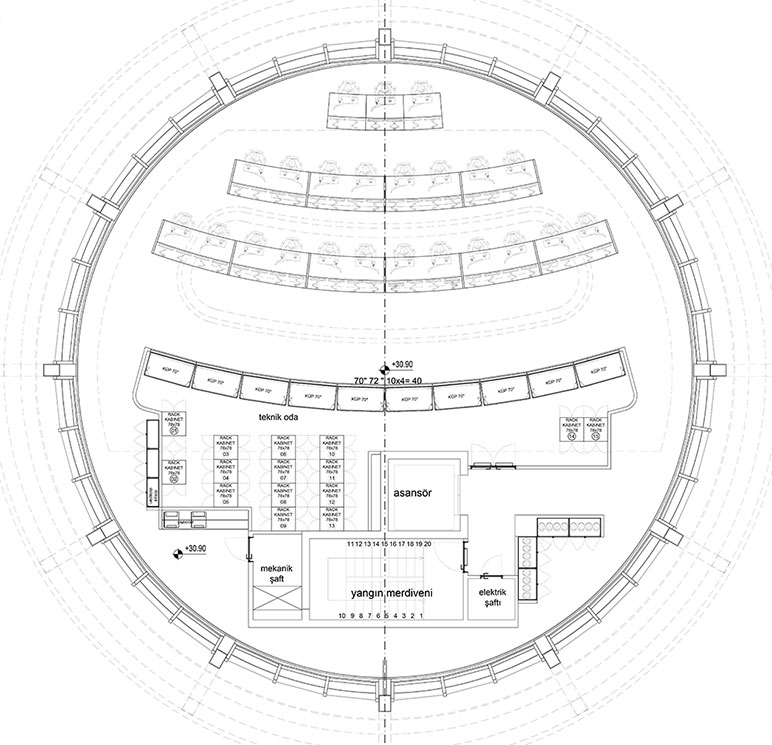 +30.90
70" 72 " 10x4= 40
KÜP 70"
KÜP 70"
KÜP 70"
KÜP 70"
KÜP 70"
KÜP 70"
KÜP 70"
KÜP 70"
KÜP 70"
KÜP 70"
teknik oda
RACK
KABINET
78x78
01
RACK
KABINET
78x78
02
RACK
KABINET
78x78
03
RACK
KABINET
78x78
04
RACK
KABINET
78x78
05
RACK
KABINET
78x78
06
RACK
KABINET
78x78
07
RACK
KABINET
78x78
08
RACK
KABINET
78x78
09
RACK
KABINET
78x78
10
RACK
KABINET
78x78
11
RACK
KABINET
78x78
12
RACK
KABINET
78x78
13
RACK
KABINET
78x78
14
RACK
KABINET
78x78
15
asansör
+30.90
mekanik
şaft
11 12 13 14 15 16 17 18 19 20
yangın merdiveni
10 9 8 7 6 5 4 3 2 1
elektrik
şaftı